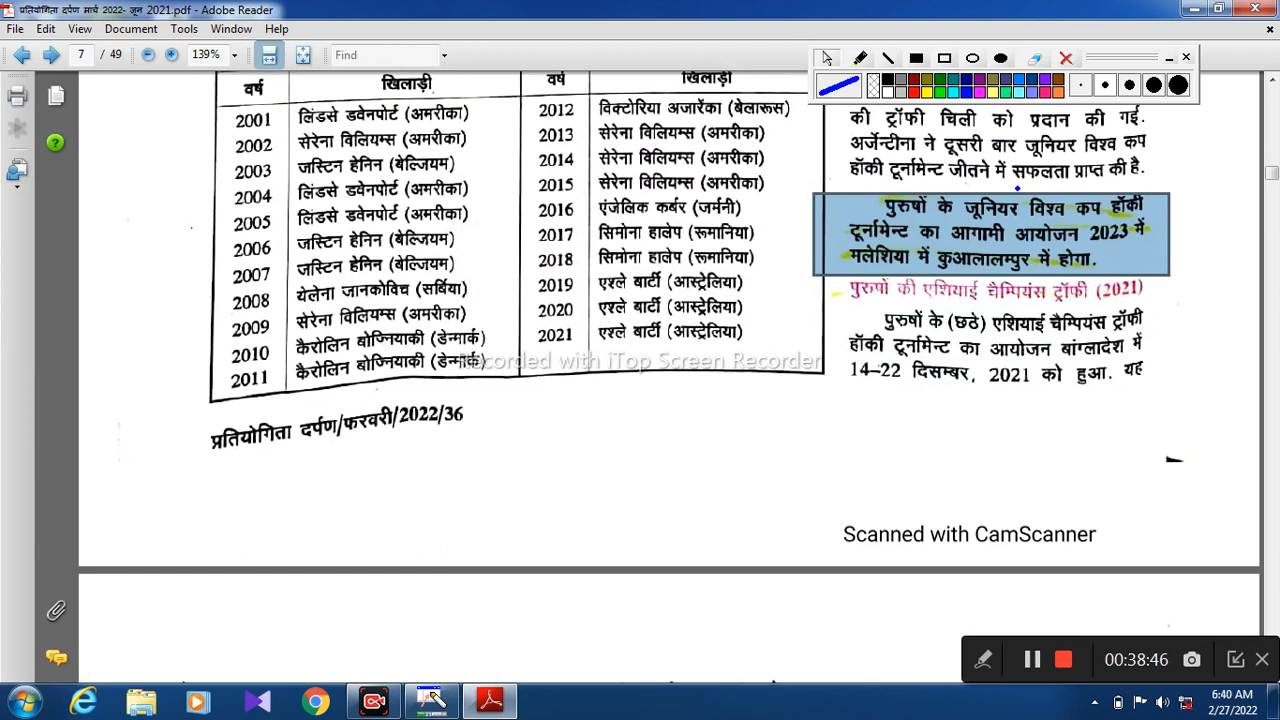 प्रतियोगिता दर्पण मार्च 2022- जून 2021.pdf - Adobe Reader
File Edit View Document Tools Window Help
7 / 49 139% Find
वर्ष खिलाड़ी वर्ष खिलाड़ी
2001 लिंडसे डवेनपोर्ट (अमरीका) 2012 विक्टोरिया अजारेंका (बेलारूस)
2002 सेरेना विलियम्स (अमरीका) 2013 सेरेना विलियम्स (अमरीका)
2003 जस्टिन हेनिन (बेल्जियम) 2014 सेरेना विलियम्स (अमरीका)
2004 लिंडसे डवेनपोर्ट (अमरीका) 2015 सेरेना विलियम्स (अमरीका)
2005 लिंडसे डवेनपोर्ट (अमरीका) 2016 एंजेलिक कर्बर (जर्मनी)
2006 जस्टिन हेनिन (बेल्जियम) 2017 सिमोना हालेप (रूमानिया)
2007 जस्टिन हेनिन (बेल्जियम) 2018 सिमोना हालेप (रूमानिया)
2008 येलेना जानकोविच (सर्विया) 2019 एश्ले बार्टी (आस्ट्रेलिया)
2009 सेरेना विलियम्स (अमरीका) 2020 एश्ले बार्टी (आस्ट्रेलिया)
2010 कैरोलिन बोज्नियाकी (डेन्मार्क) 2021 एश्ले बार्टी (आस्ट्रेलिया)
2011 कैरोलिन बोज्नियाकी (डेन्मार्क)
प्रतियोगिता दर्पण/फरवरी/2022/36
की ट्रॉफी चिली को प्रदान की गई.
अर्जेन्टीना ने दूसरी बार जूनियर विश्व कप
हॉकी टूर्नामेन्ट जीतने में सफलता प्राप्त की है.
पुरुषों के जूनियर विश्व कप हॉकी
टूर्नामेन्ट का आगामी आयोजन 2023 में
मलेशिया में कुआलालम्पुर में होगा.
पुरुषों की एशियाई चैम्पियंस ट्रॉफी (2021)
पुरुषों के (छठे) एशियाई चैम्पियंस ट्रॉफी
हॉकी टूर्नामेन्ट का आयोजन बांग्लादेश में
14–22 दिसम्बर, 2021 को हुआ. यह
Recorded with iTop Screen Recorder
Scanned with CamScanner
00:38:46
6:40 AM
2/27/2022